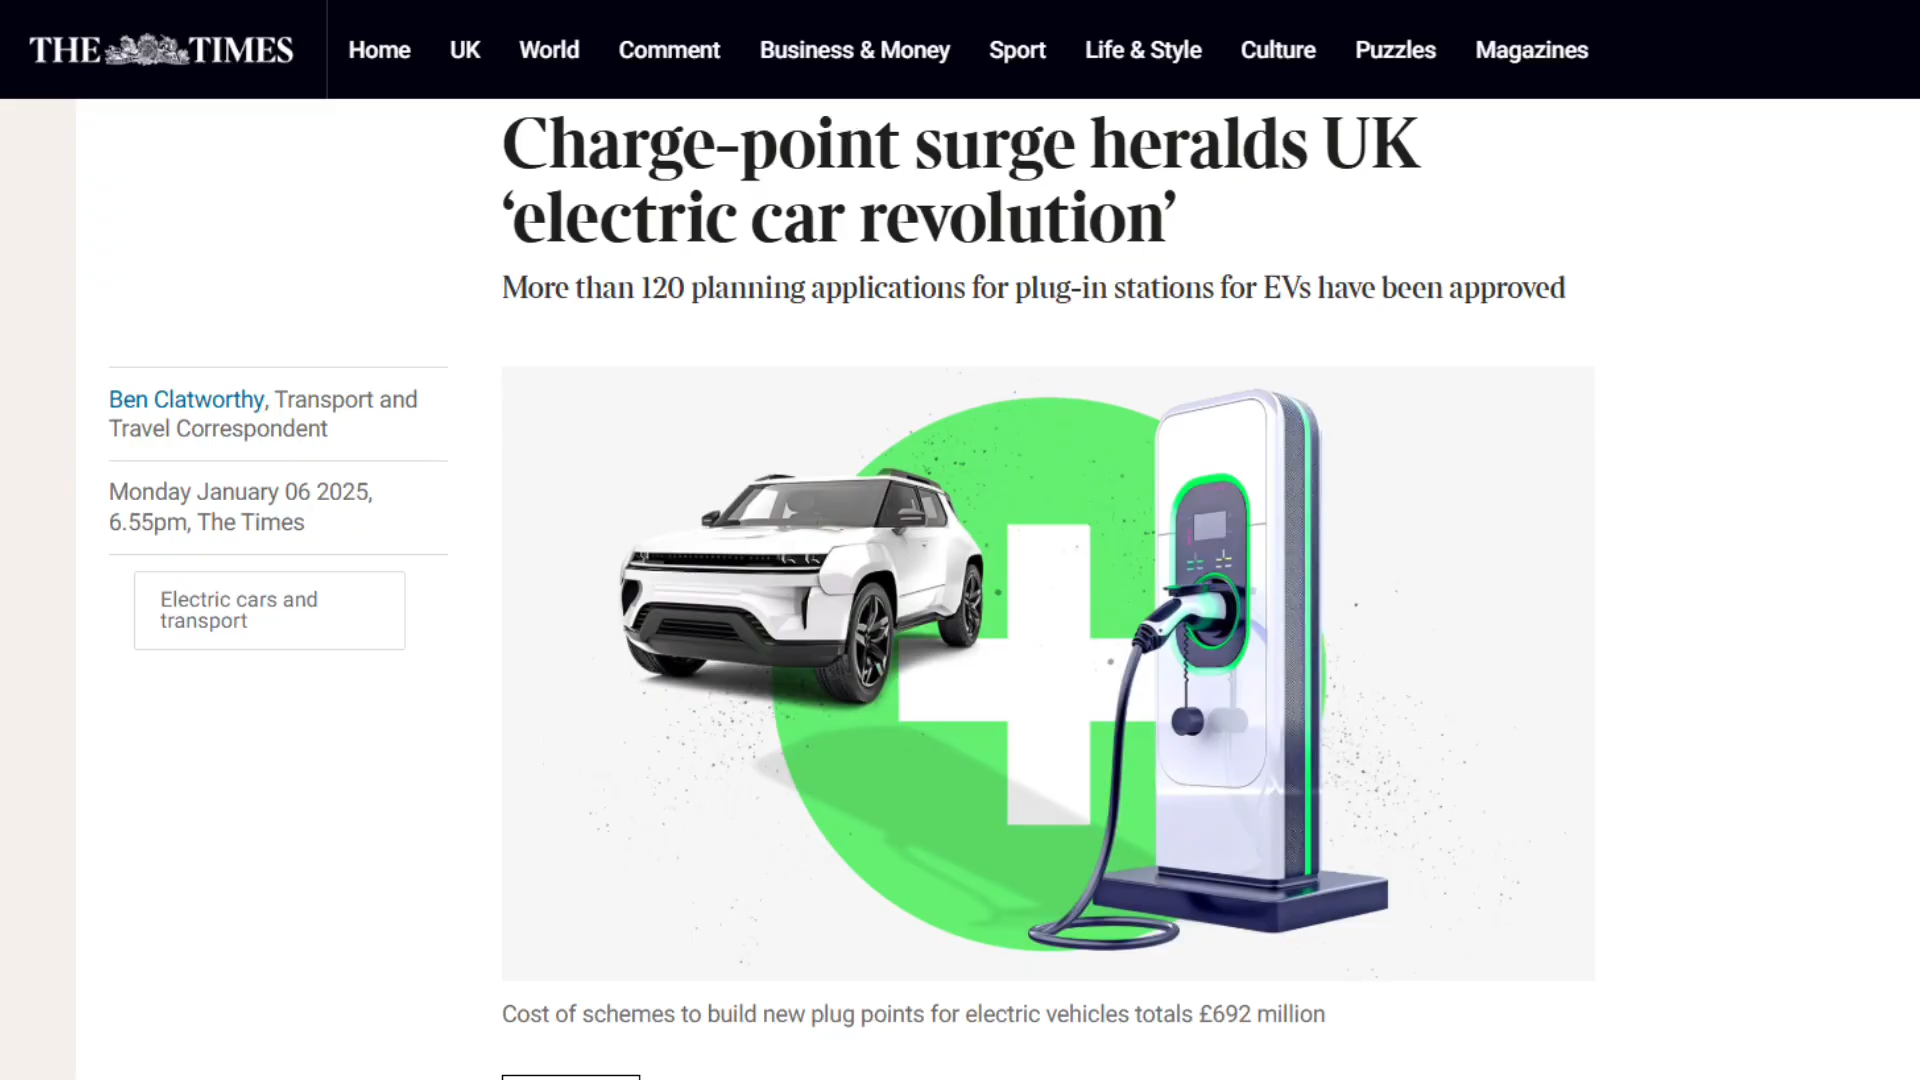 THE TIMES
Home UK World Comment Business & Money Sport Life & Style Culture Puzzles Magazines
Charge-point surge heralds UK
‘electric car revolution’
More than 120 planning applications for plug-in stations for EVs have been approved
Ben Clatworthy, Transport and
Travel Correspondent
Monday January 06 2025,
6.55pm, The Times
Electric cars and
transport
Cost of schemes to build new plug points for electric vehicles totals £692 million